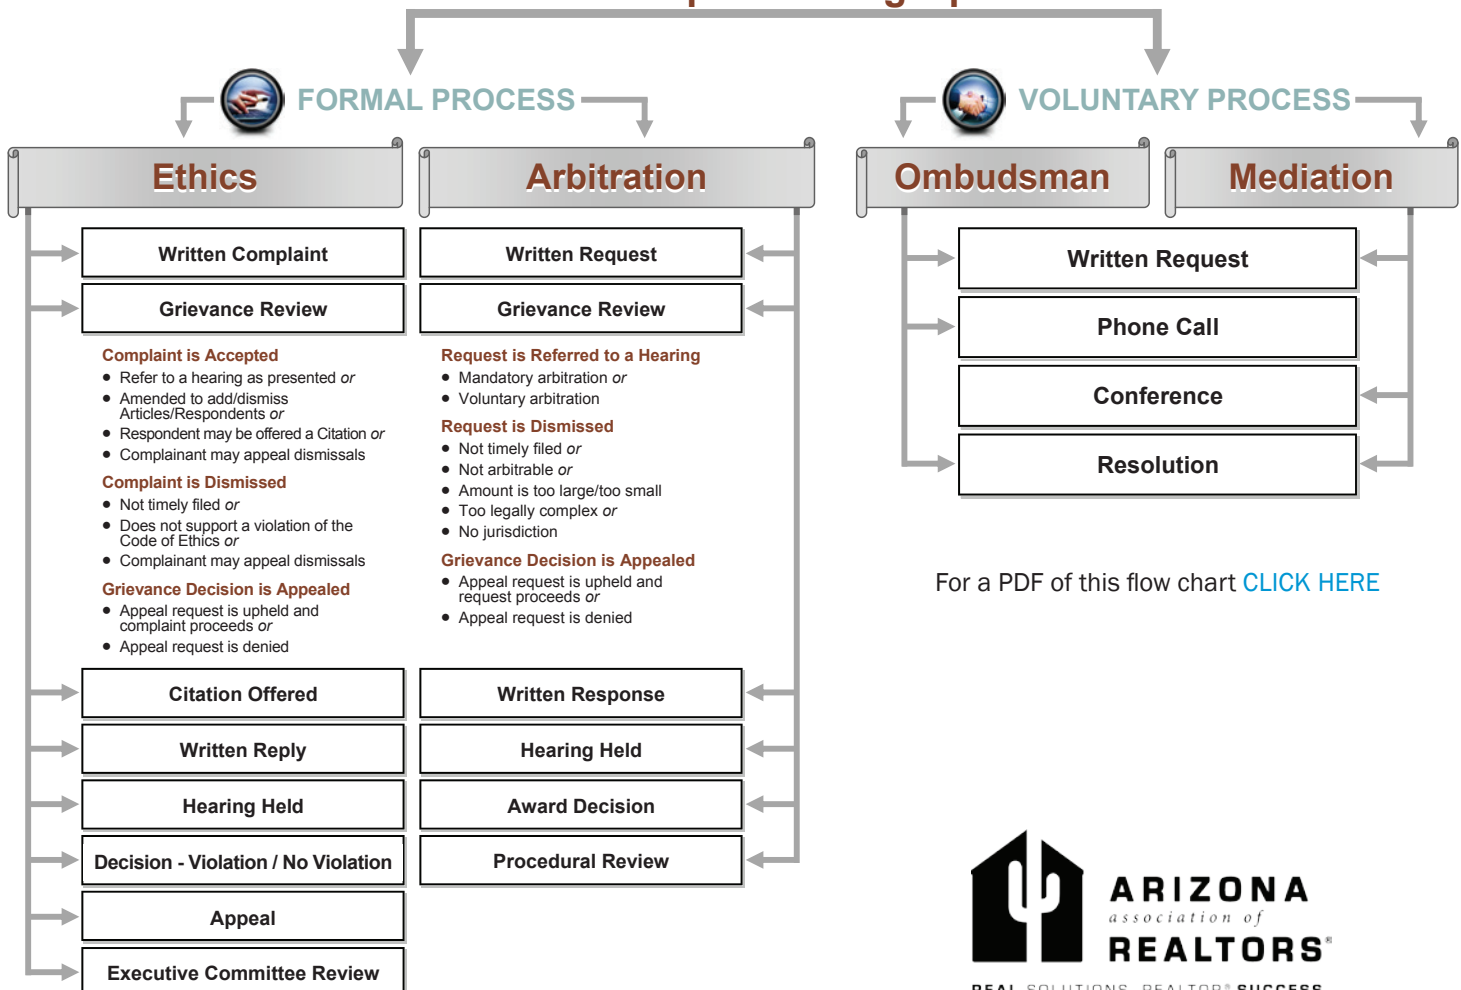 FORMAL PROCESS
VOLUNTARY PROCESS
Ethics
Arbitration
Ombudsman
Mediation
Written Complaint
Grievance Review
Complaint is Accepted
• Refer to a hearing as presented or
• Amended to add/dismiss
Articles/Respondents or
• Respondent may be offered a Citation or
• Complainant may appeal dismissals
Complaint is Dismissed
• Not timely filed or
• Does not support a violation of the
Code of Ethics or
• Complainant may appeal dismissals
Grievance Decision is Appealed
• Appeal request is upheld and
complaint proceeds or
• Appeal request is denied
Citation Offered
Written Reply
Hearing Held
Decision - Violation / No Violation
Appeal
Executive Committee Review
Written Request
Grievance Review
Request is Referred to a Hearing
• Mandatory arbitration or
• Voluntary arbitration
Request is Dismissed
• Not timely filed or
• Not arbitrable or
• Amount is too large/too small
• Too legally complex or
• No jurisdiction
Grievance Decision is Appealed
• Appeal request is upheld and
request proceeds or
• Appeal request is denied
Written Response
Hearing Held
Award Decision
Procedural Review
Written Request
Phone Call
Conference
Resolution
For a PDF of this flow chart CLICK HERE
ARIZONA
association of
REALTORS®
REAL SOLUTIONS. REALTOR® SUCCESS